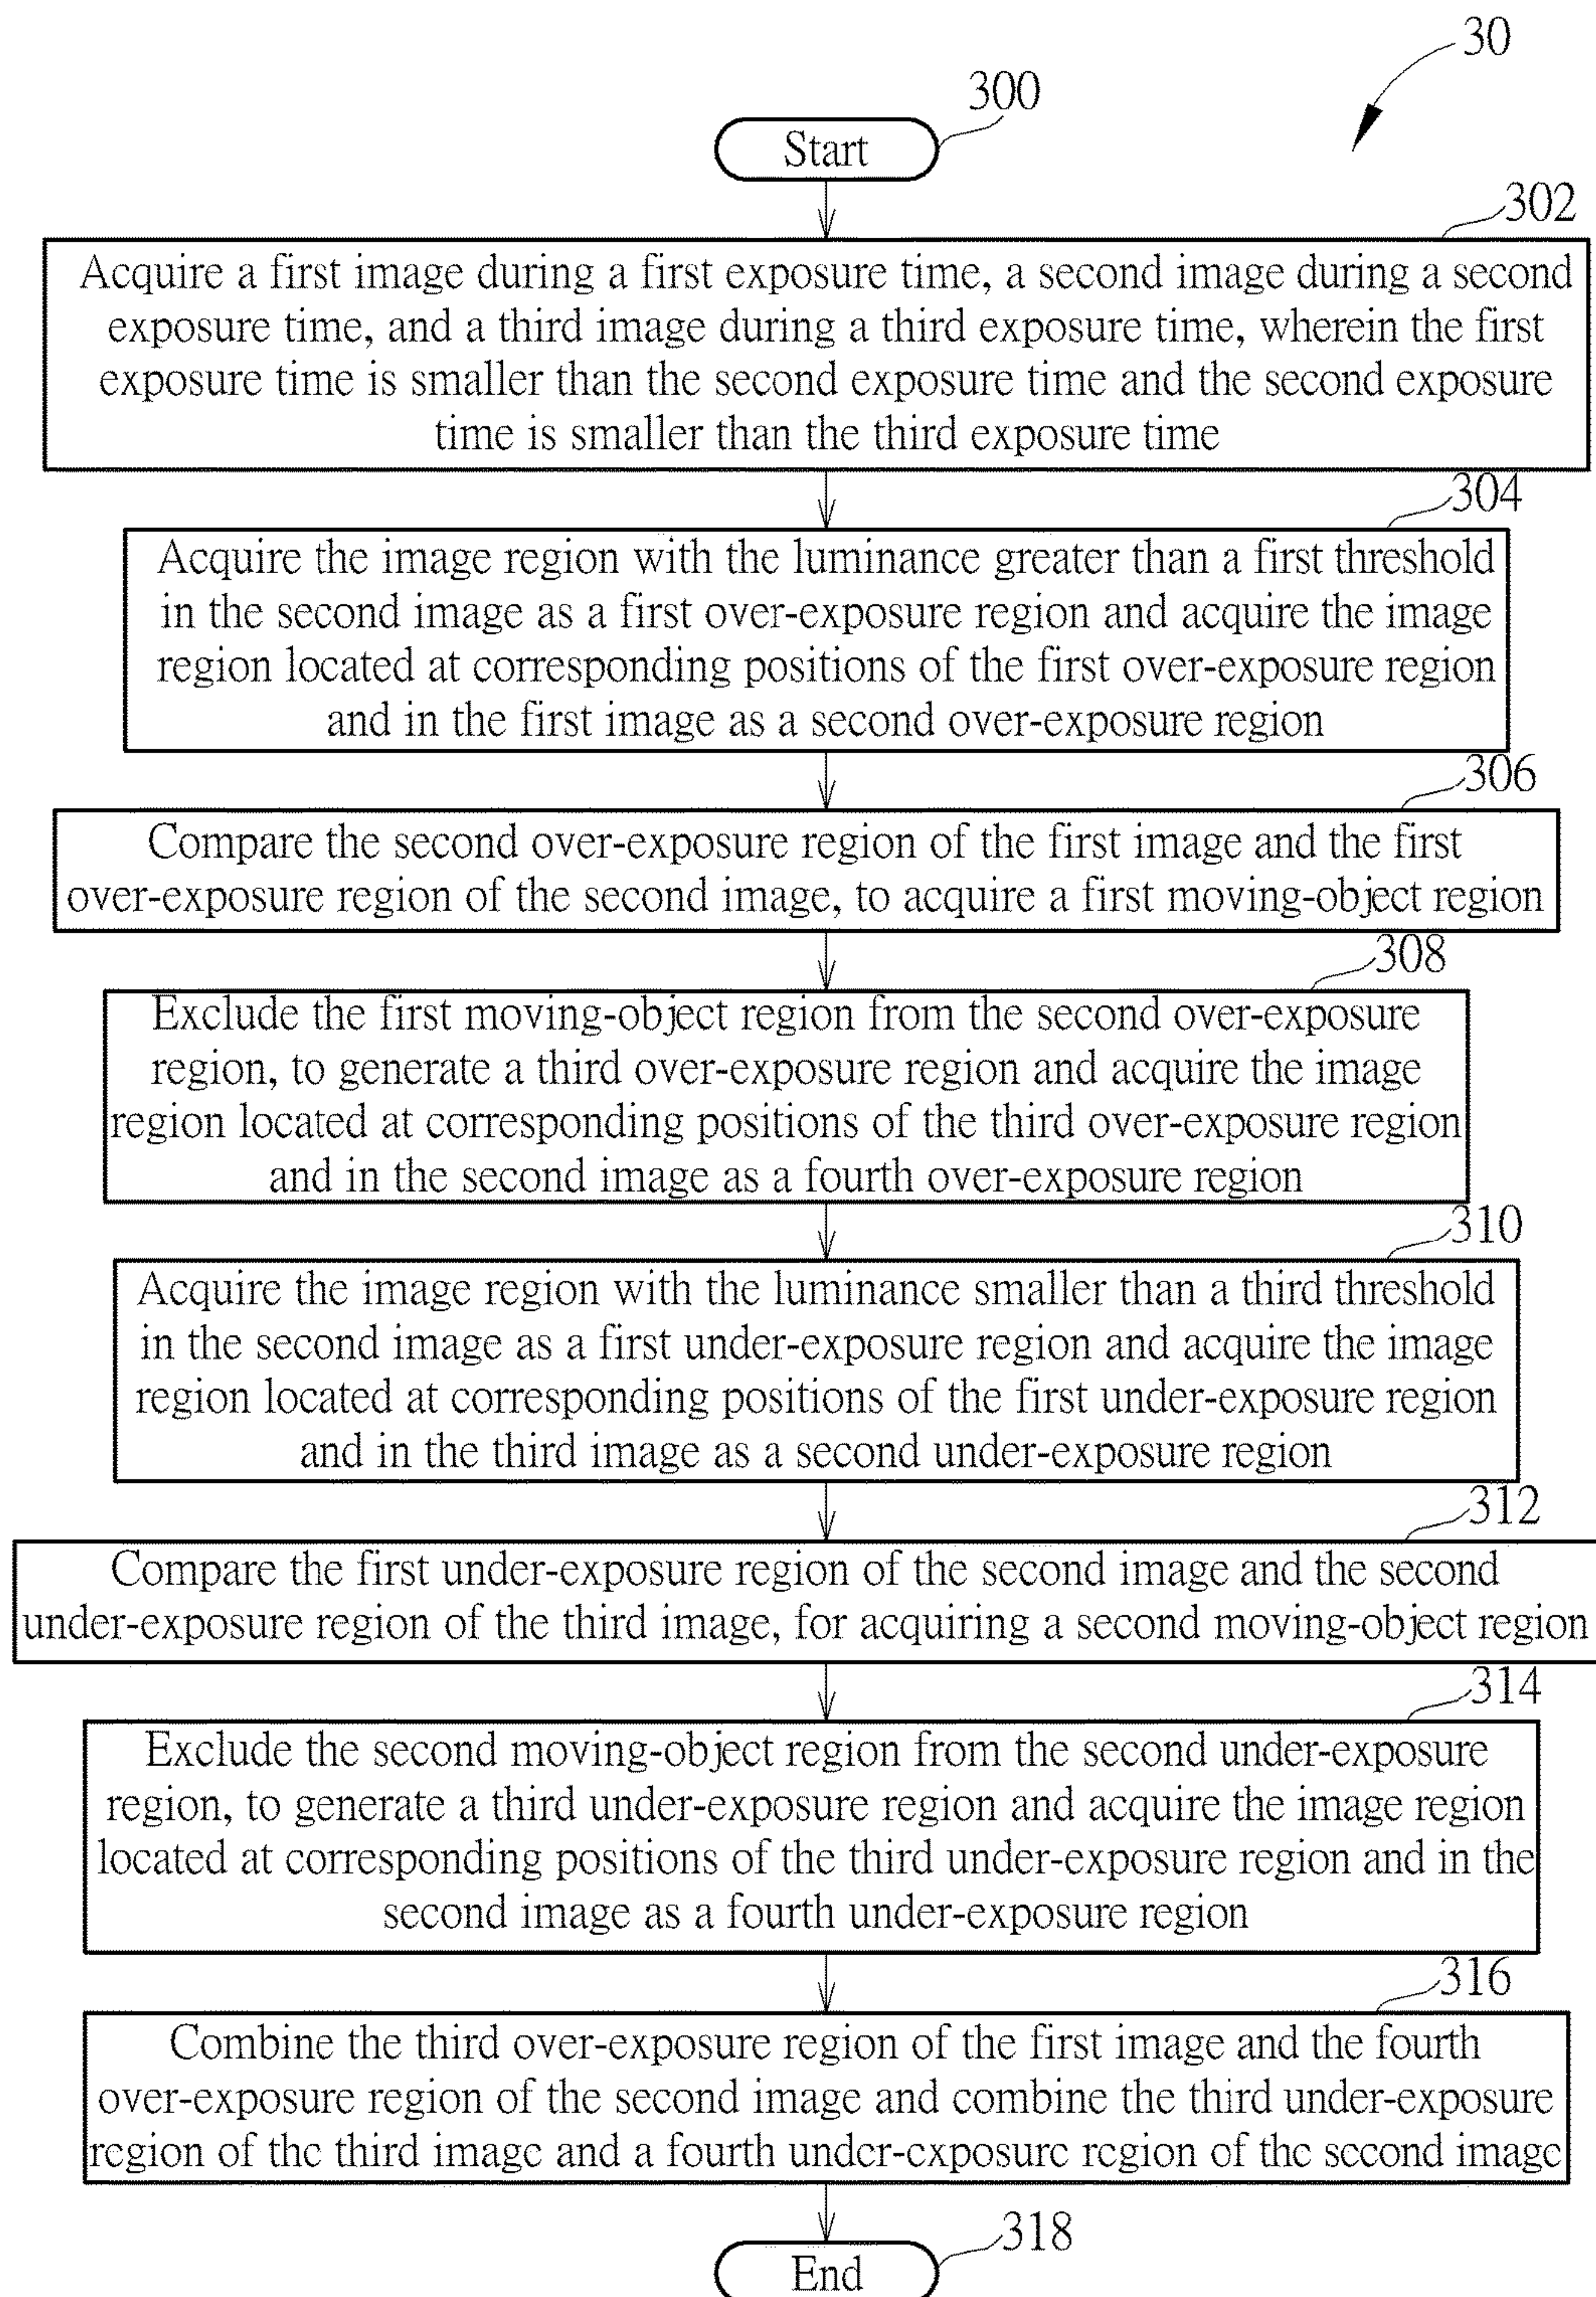 30
300
Start
302
Acquire a first image during a first exposure time, a second image during a second
exposure time, and a third image during a third exposure time, wherein the first
exposure time is smaller than the second exposure time and the second exposure
time is smaller than the third exposure time
304
Acquire the image region with the luminance greater than a first threshold
in the second image as a first over-exposure region and acquire the image
region located at corresponding positions of the first over-exposure region
and in the first image as a second over-exposure region
306
Compare the second over-exposure region of the first image and the first
over-exposure region of the second image, to acquire a first moving-object region
308
Exclude the first moving-object region from the second over-exposure
region, to generate a third over-exposure region and acquire the image
region located at corresponding positions of the third over-exposure region
and in the second image as a fourth over-exposure region
310
Acquire the image region with the luminance smaller than a third threshold
in the second image as a first under-exposure region and acquire the image
region located at corresponding positions of the first under-exposure region
and in the third image as a second under-exposure region
312
Compare the first under-exposure region of the second image and the second
under-exposure region of the third image, for acquiring a second moving-object region
314
Exclude the second moving-object region from the second under-exposure
region, to generate a third under-exposure region and acquire the image region
located at corresponding positions of the third under-exposure region and in the
second image as a fourth under-exposure region
316
Combine the third over-exposure region of the first image and the fourth
over-exposure region of the second image and combine the third under-exposure
region of the third image and a fourth under-exposure region of the second image
318
End